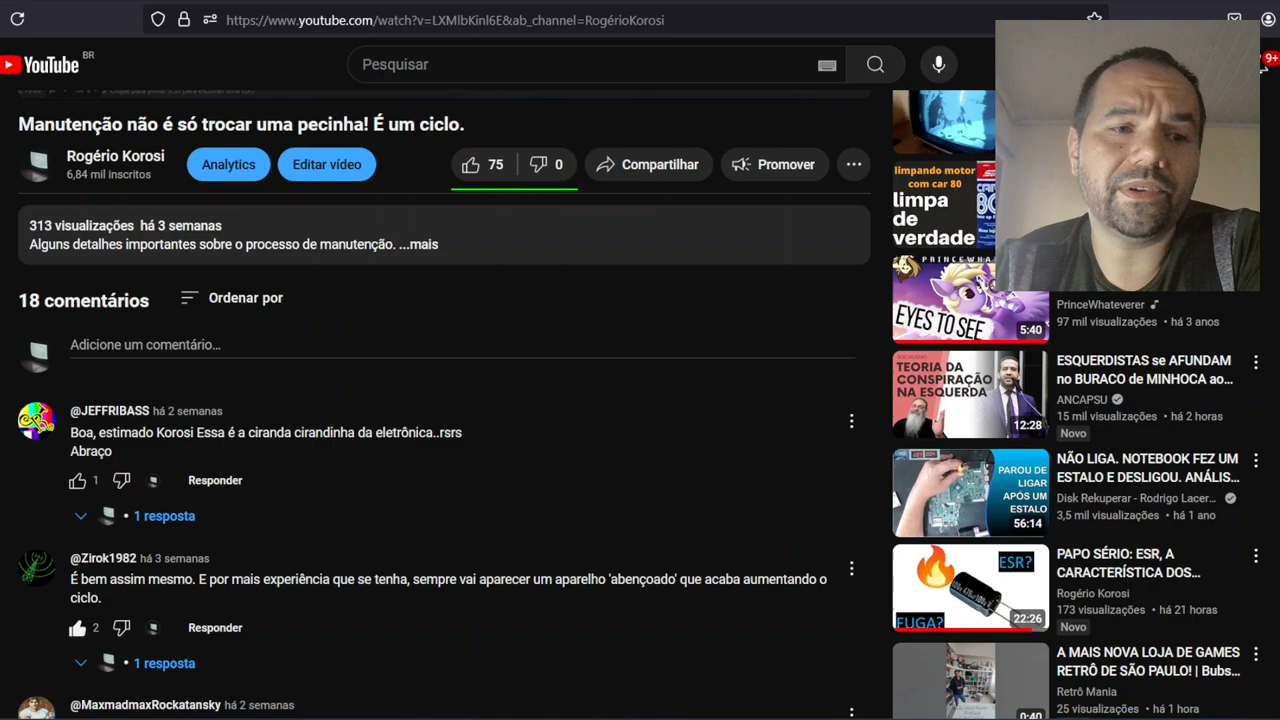 https://www.youtube.com/watch?v=LXMlbKinl6E&ab_channel=RogérioKorosi
YouTube BR
Pesquisar
9+
Manutenção não é só trocar uma pecinha! É um ciclo.
Rogério Korosi
6,84 mil inscritos
Analytics
Editar vídeo
75
0
Compartilhar
Promover
313 visualizações há 3 semanas
Alguns detalhes importantes sobre o processo de manutenção. ...mais
18 comentários
Ordenar por
Adicione um comentário...
@JEFFRIBASS há 2 semanas
Boa, estimado Korosi Essa é a ciranda cirandinha da eletrônica..rsrs
Abraço
1
Responder
• 1 resposta
@Zirok1982 há 3 semanas
É bem assim mesmo. E por mais experiência que se tenha, sempre vai aparecer um aparelho 'abençoado' que acaba aumentando o
ciclo.
2
Responder
• 1 resposta
@MaxmadmaxRockatansky há 2 semanas
limpando motor
com car 80
limpa
de
verdade
EYES TO SEE
5:40
PrinceWhateverer
97 mil visualizações • há 3 anos
TEORIA DA
CONSPIRAÇÃO
NA ESQUERDA
12:28
ESQUERDISTAS se AFUNDAM
no BURACO de MINHOCA ao...
ANCAPSU
15 mil visualizações • há 2 horas
Novo
PAROU DE
LIGAR
APÓS UM
ESTALO
56:14
NÃO LIGA. NOTEBOOK FEZ UM
ESTALO E DESLIGOU. ANÁLIS...
Disk Rekuperar - Rodrigo Lacer...
3,5 mil visualizações • há 1 ano
ESR?
FUGA?
22:26
PAPO SÉRIO: ESR, A
CARACTERÍSTICA DOS...
Rogério Korosi
173 visualizações • há 21 horas
Novo
0:40
A MAIS NOVA LOJA DE GAMES
RETRÔ DE SÃO PAULO! | Bubs...
Retrô Mania
25 visualizações • há 1 hora